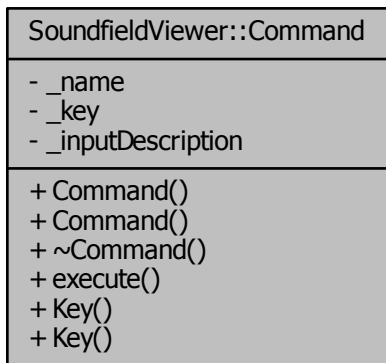 SoundfieldViewer::Command
- _name
- _key
- _inputDescription
+ Command()
+ Command()
+ ~Command()
+ execute()
+ Key()
+ Key()